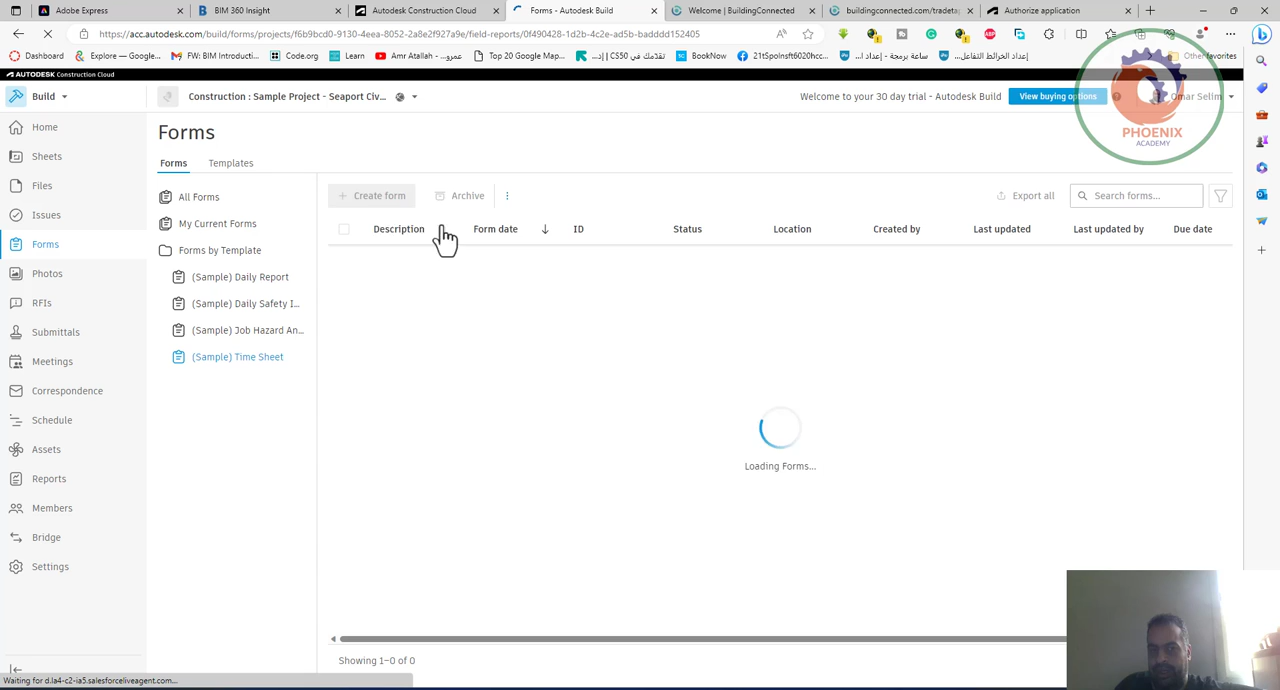 Adobe Express
BIM 360 Insight
Autodesk Construction Cloud
Forms - Autodesk Build
Welcome | BuildingConnected
buildingconnected.com/tradetap
Authorize application
https://acc.autodesk.com/build/forms/projects/f6b9bcd0-9130-4eea-8052-2a8e2f927a9e/field-reports/0f490428-1d2b-4c2e-ad5b-badddd152405
Dashboard
Explore — Google...
FW: BIM Introducti...
Code.org
Learn
Amr Atallah — عمرو...
Top 20 Google Map...
تقدمك في CS50 | إد...
BookNow
21tSpoinsft6020hcc...
ساعة برمجة - إعداد ا...
إعداد الخرائط التفاعل...
Other favorites
AUTODESK Construction Cloud
Build
Construction : Sample Project - Seaport Civ...
Welcome to your 30 day trial - Autodesk Build
View buying options
Omar Selim
PHOENIX
ACADEMY
Home
Sheets
Files
Issues
Forms
Photos
RFIs
Submittals
Meetings
Correspondence
Schedule
Assets
Reports
Members
Bridge
Settings
Forms
Forms
Templates
All Forms
My Current Forms
Forms by Template
(Sample) Daily Report
(Sample) Daily Safety I...
(Sample) Job Hazard An...
(Sample) Time Sheet
+ Create form
Archive
Export all
Search forms...
Description
Form date
ID
Status
Location
Created by
Last updated
Last updated by
Due date
Loading Forms...
Showing 1–0 of 0
Waiting for d.la4-c2-ia5.salesforceliveagent.com...